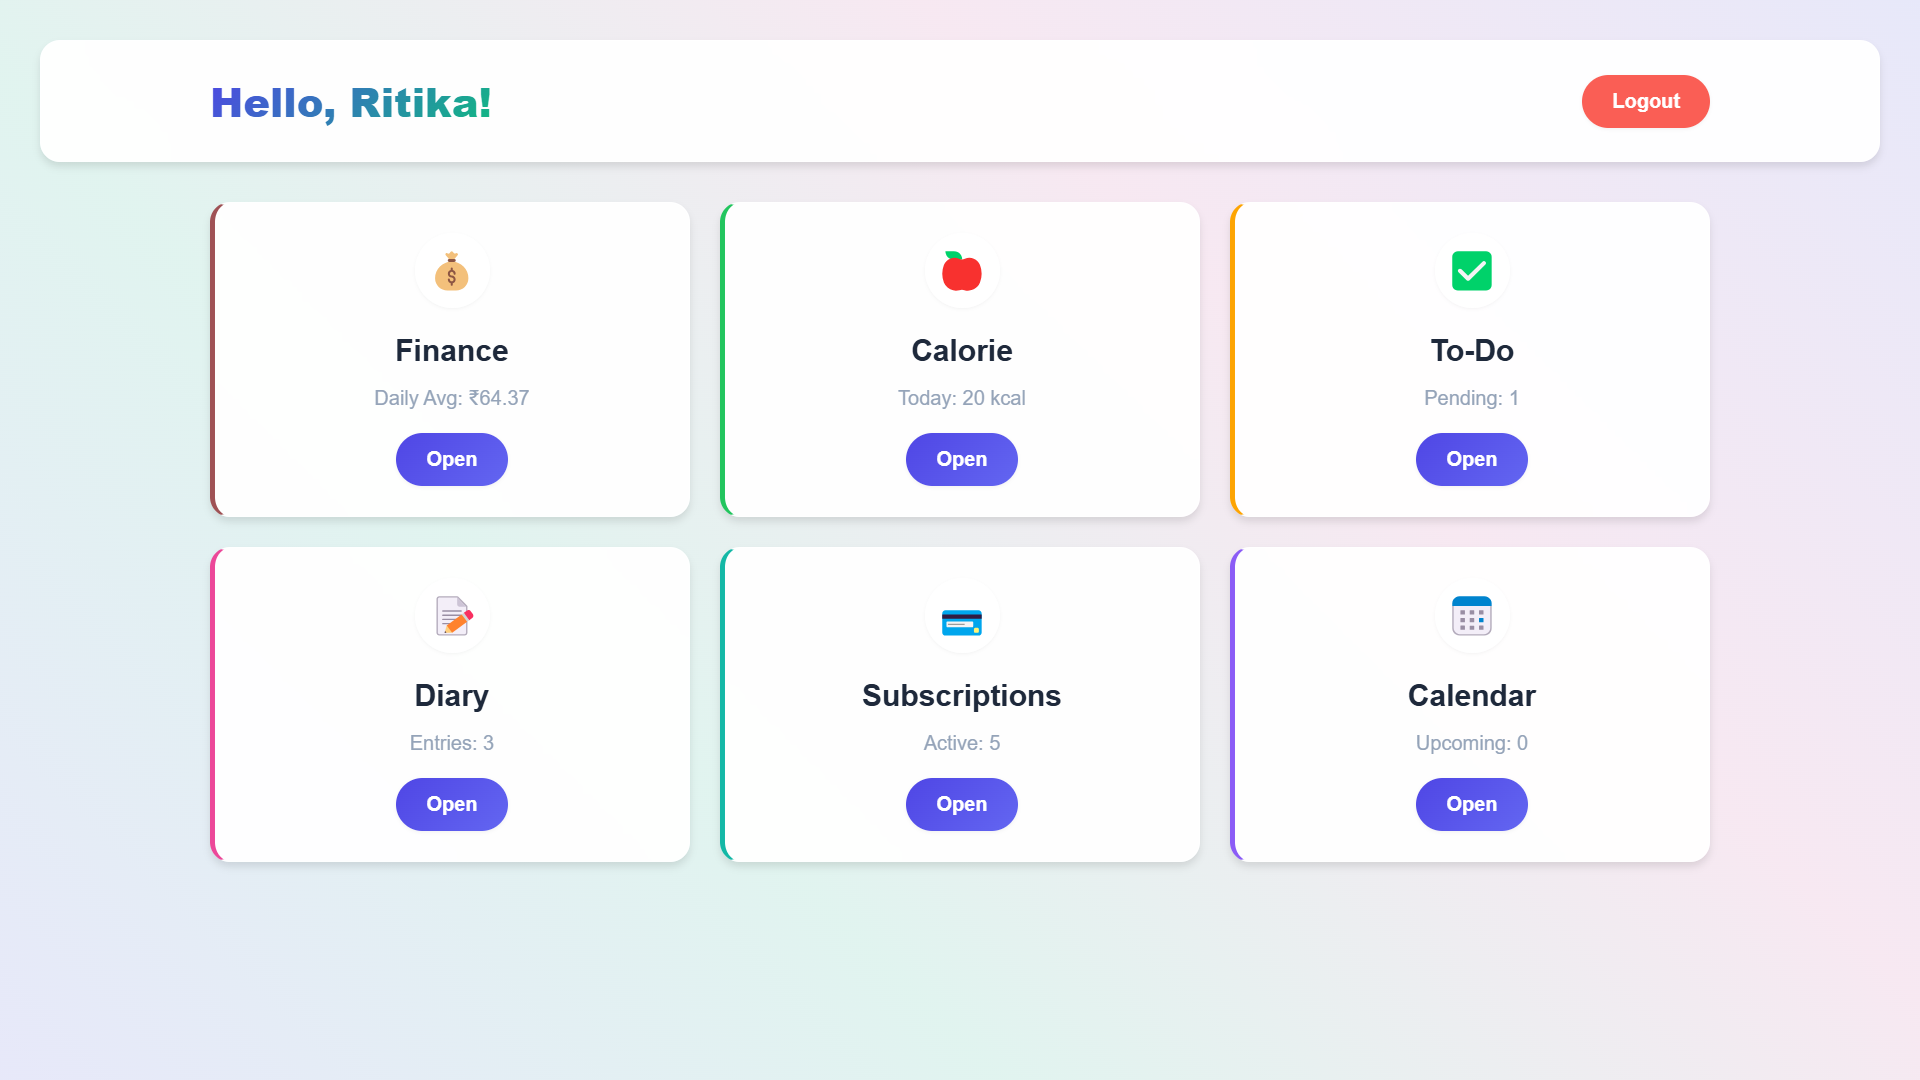 Hello, Ritika!
Logout
Finance
Daily Avg: ₹64.37
Open
Calorie
Today: 20 kcal
Open
To-Do
Pending: 1
Open
Diary
Entries: 3
Open
Subscriptions
Active: 5
Open
Calendar
Upcoming: 0
Open